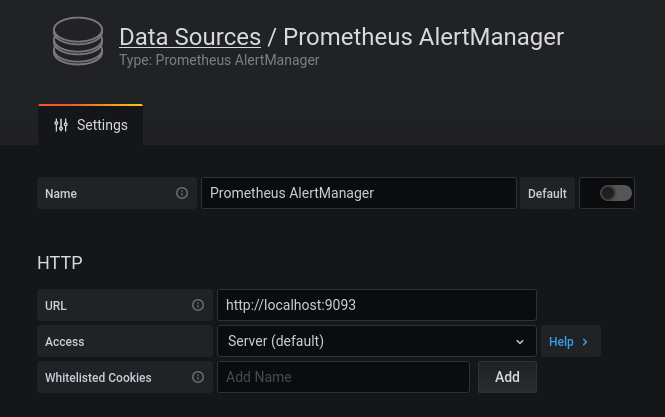 Data Sources / Prometheus AlertManager
Type: Prometheus AlertManager
Settings
Name Prometheus AlertManager Default
HTTP
URL http://localhost:9093
Access Server (default) Help
Whitelisted Cookies Add Name Add